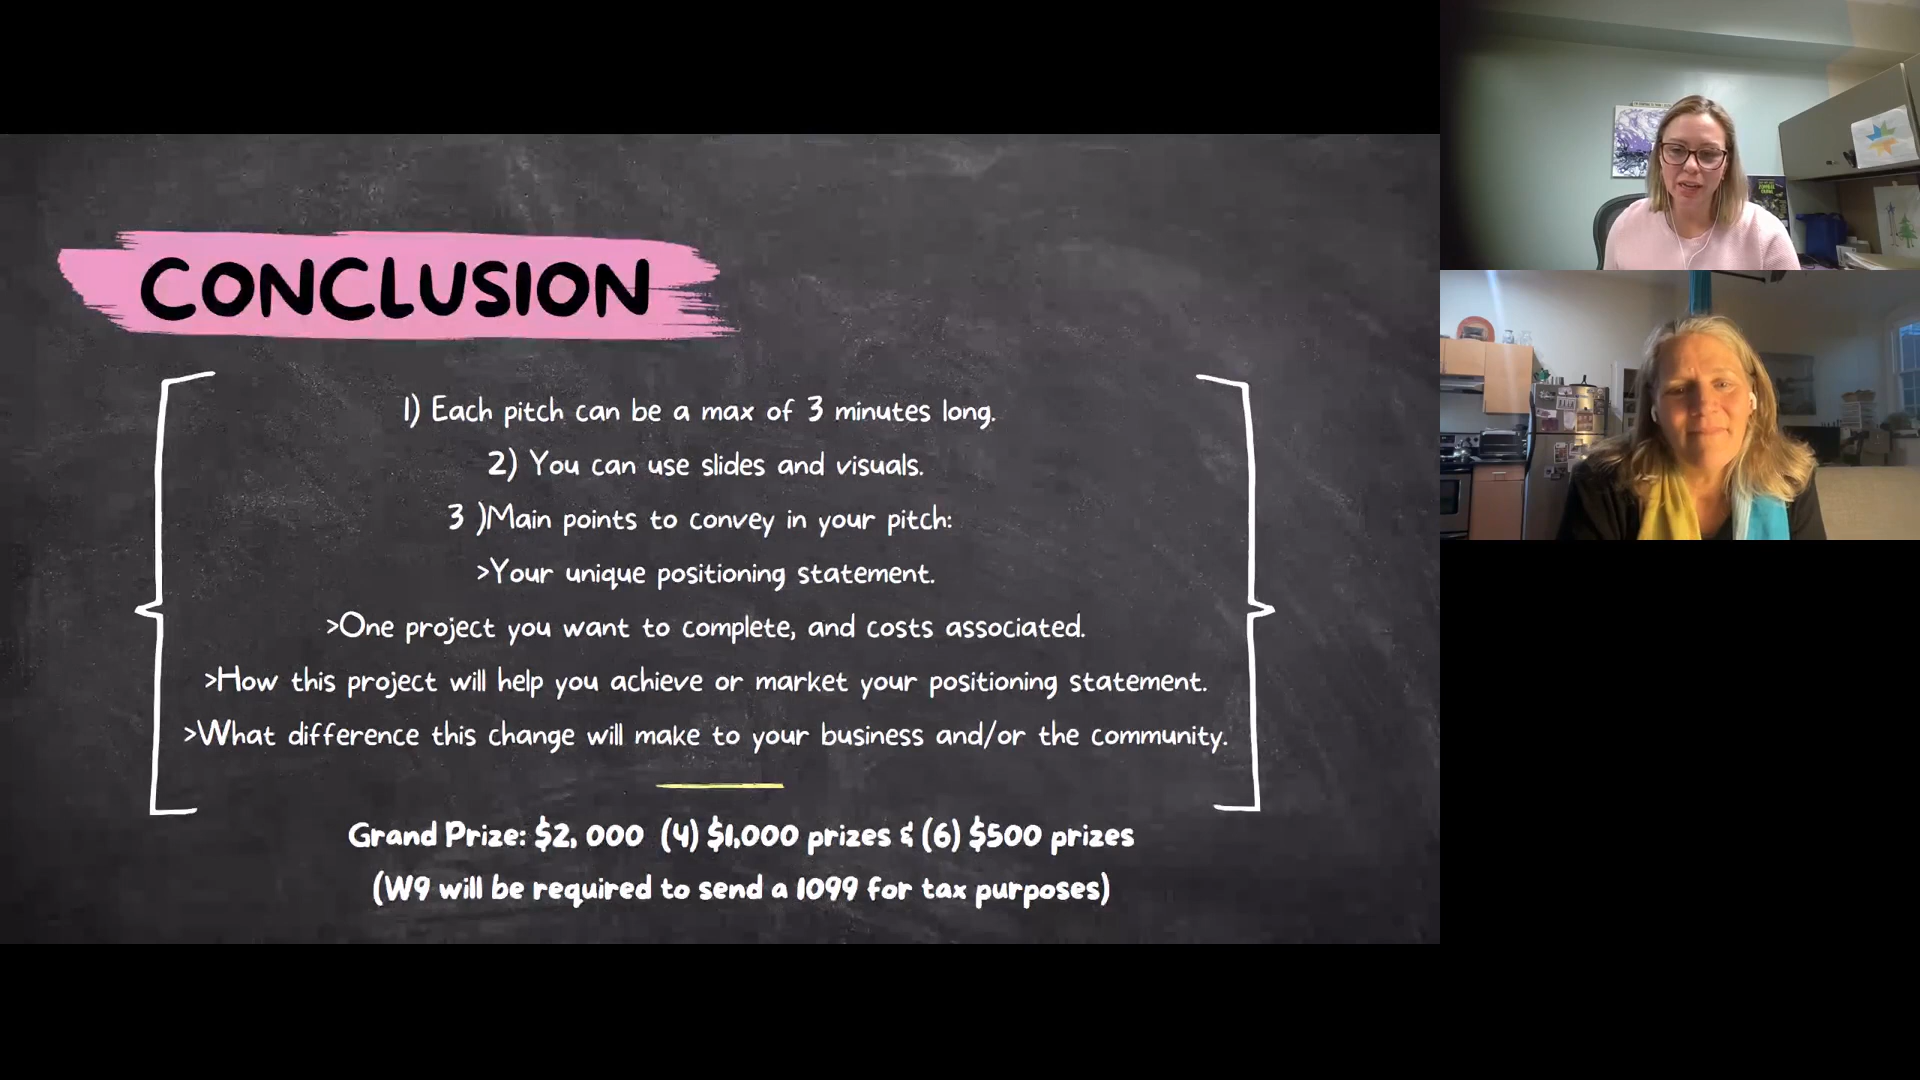 CONCLUSION
1) Each pitch can be a max of 3 minutes long.
2) You can use slides and visuals.
3 )Main points to convey in your pitch:
>Your unique positioning statement.
>One project you want to complete, and costs associated.
>How this project will help you achieve or market your positioning statement.
>What difference this change will make to your business and/or the community.
Grand Prize: $2, 000 (4) $1,000 prizes & (6) $500 prizes
(W9 will be required to send a 1099 for tax purposes)